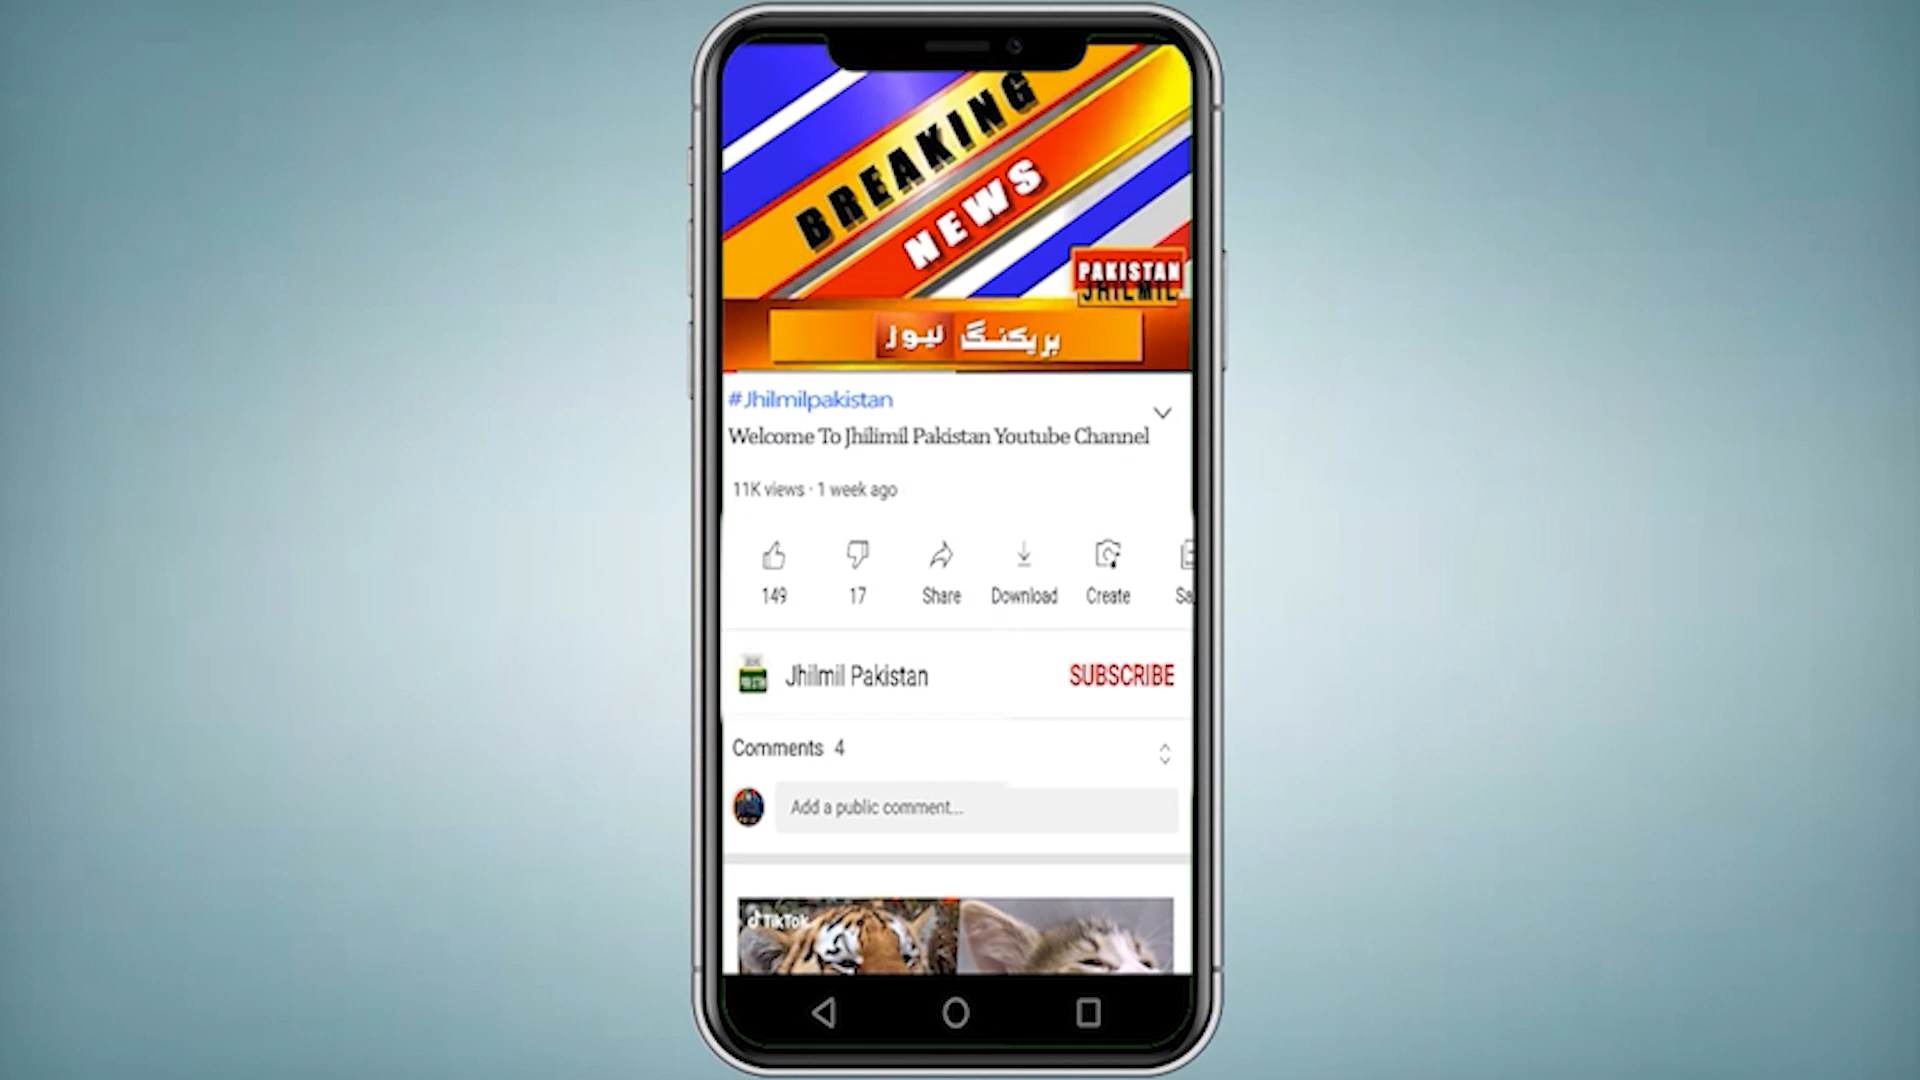 BREAKING
NEWS
PAKISTAN
JHILMIL
بریکنگ نیوز
#Jhilmilpakistan
Welcome To Jhilimil Pakistan Youtube Channel
11K views · 1 week ago
149 17 Share Download Create Sa
Jhilmil Pakistan SUBSCRIBE
Comments 4
Add a public comment...
TikTok